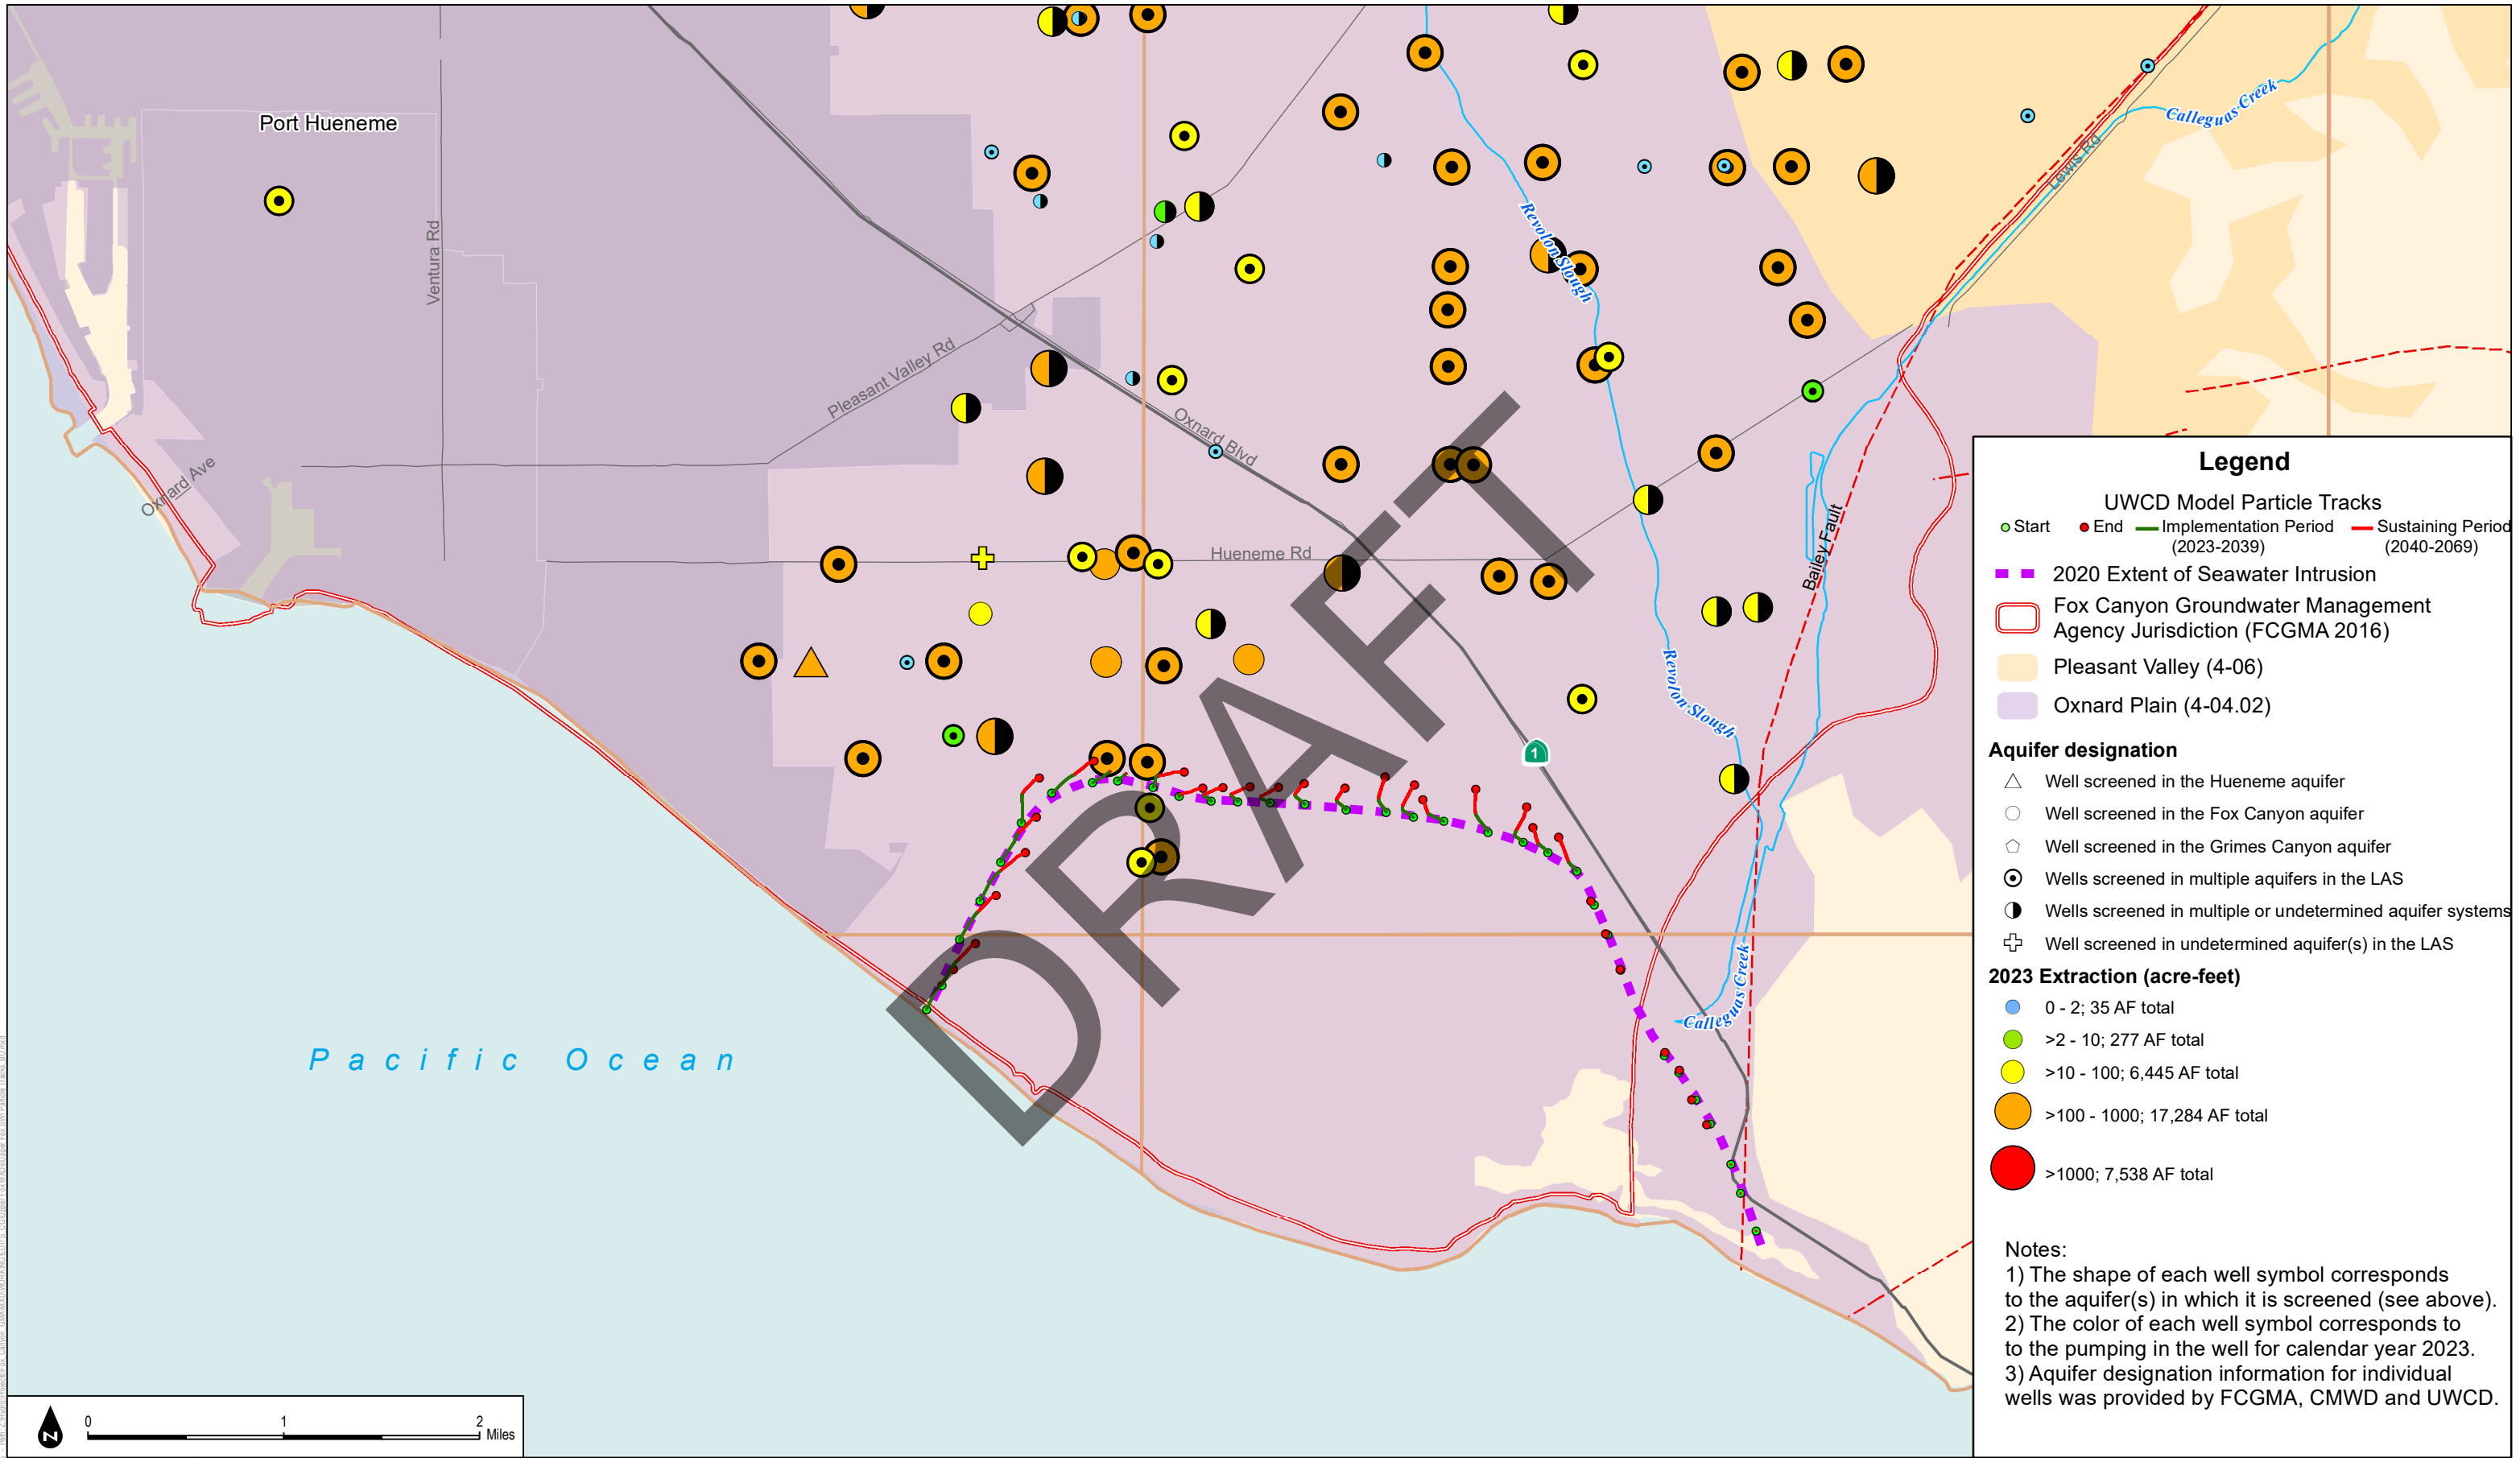 Port Hueneme
Ventura Rd
Oxnard Ave
Pleasant Valley Rd
Oxnard Blvd
Hueneme Rd
Revolon Slough
Revolon Slough
Calleguas Creek
Lewis Rd
Bailey Fault
1
Calleguas Creek
Pacific Ocean
DRAFT
0 1 2
Miles
N
Legend
UWCD Model Particle Tracks
Start End Implementation Period Sustaining Period
(2023-2039) (2040-2069)
2020 Extent of Seawater Intrusion
Fox Canyon Groundwater Management
Agency Jurisdiction (FCGMA 2016)
Pleasant Valley (4-06)
Oxnard Plain (4-04.02)
Aquifer designation
Well screened in the Hueneme aquifer
Well screened in the Fox Canyon aquifer
Well screened in the Grimes Canyon aquifer
Wells screened in multiple aquifers in the LAS
Wells screened in multiple or undetermined aquifer systems
Well screened in undetermined aquifer(s) in the LAS
2023 Extraction (acre-feet)
0 - 2; 35 AF total
>2 - 10; 277 AF total
>10 - 100; 6,445 AF total
>100 - 1000; 17,284 AF total
>1000; 7,538 AF total
Notes:
1) The shape of each well symbol corresponds
to the aquifer(s) in which it is screened (see above).
2) The color of each well symbol corresponds to
to the pumping in the well for calendar year 2023.
3) Aquifer designation information for individual
wells was provided by FCGMA, CMWD and UWCD.